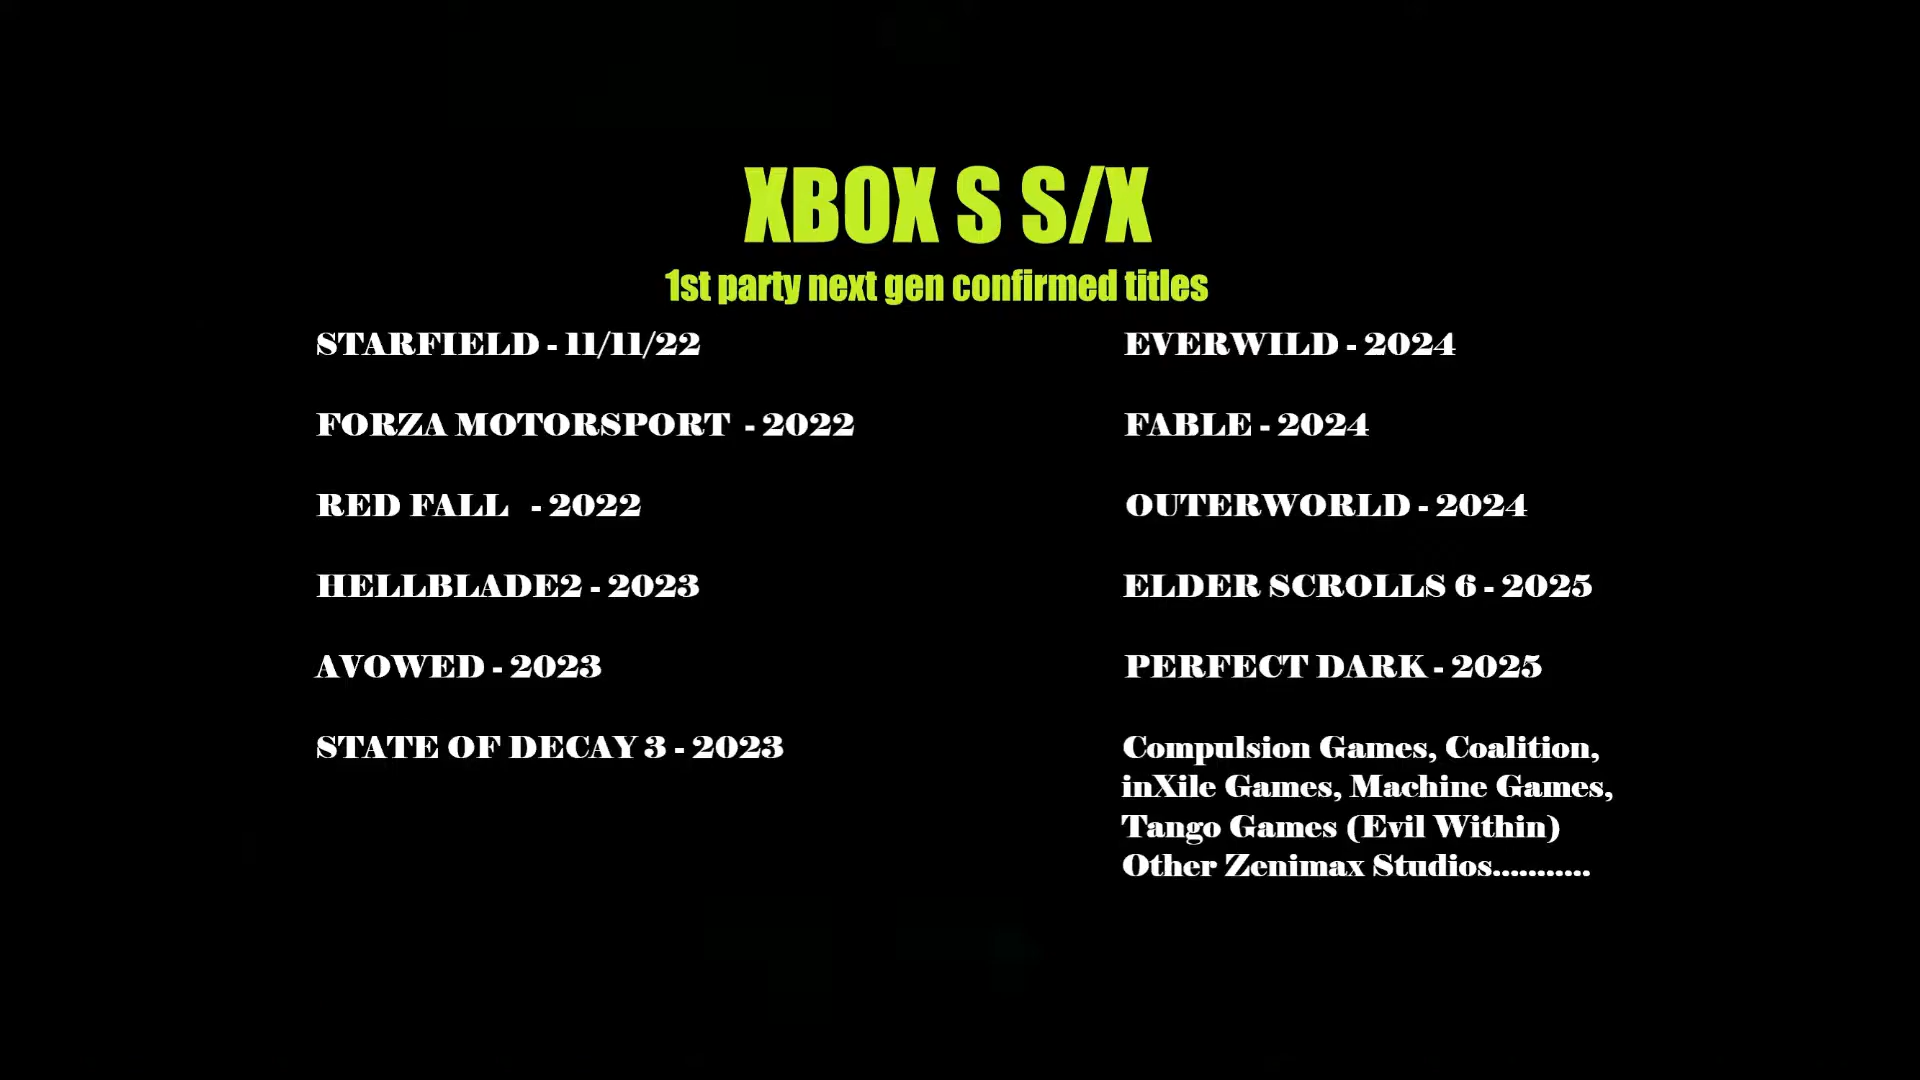 XBOX S S/X
1st party next gen confirmed titles
STARFIELD - 11/11/22
FORZA MOTORSPORT - 2022
RED FALL - 2022
HELLBLADE2 - 2023
AVOWED - 2023
STATE OF DECAY 3 - 2023
EVERWILD - 2024
FABLE - 2024
OUTERWORLD - 2024
ELDER SCROLLS 6 - 2025
PERFECT DARK - 2025
Compulsion Games, Coalition,
inXile Games, Machine Games,
Tango Games (Evil Within)
Other Zenimax Studios...........